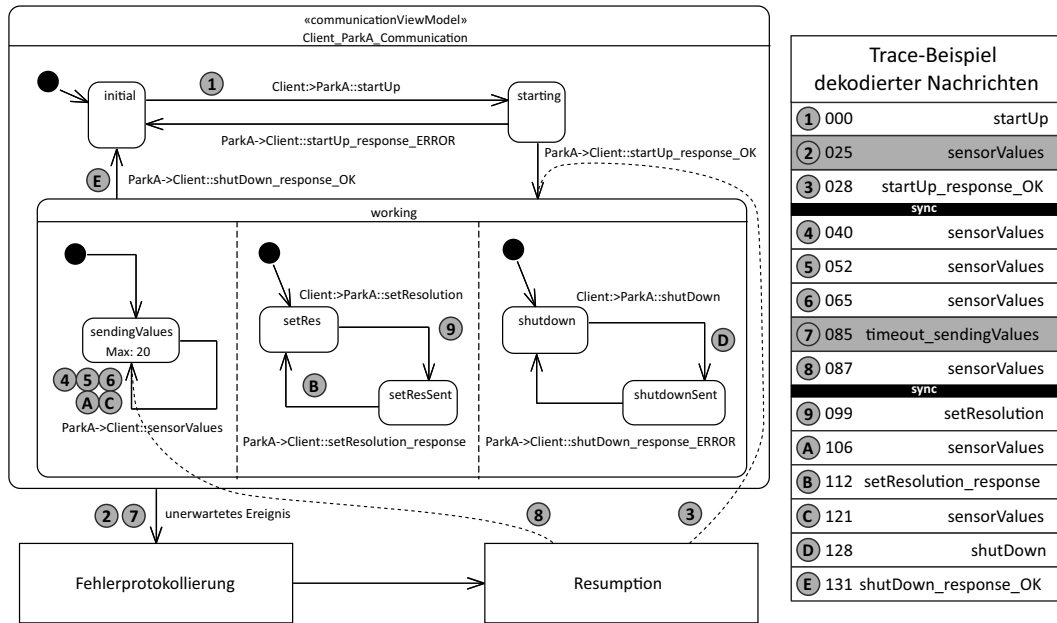 «communicationViewModel»
Client_ParkA_Communication
initial
1
Client:>ParkA::startUp
starting
ParkA->Client::startUp_response_ERROR
E
ParkA->Client::shutDown_response_OK
ParkA->Client::startUp_response_OK
working
sendingValues
Max: 20
4 5 6
A C
ParkA->Client::sensorValues
Client:>ParkA::setResolution
setRes
9
B
setResSent
ParkA->Client::setResolution_response
Client:>ParkA::shutDown
shutdown
D
shutdownSent
ParkA->Client::shutDown_response_ERROR
2 7 unerwartetes Ereignis
8
3
Fehlerprotokollierung
Resumption
Trace-Beispiel
dekodierter Nachrichten
1 000 startUp
2 025 sensorValues
3 028 startUp_response_OK
sync
4 040 sensorValues
5 052 sensorValues
6 065 sensorValues
7 085 timeout_sendingValues
8 087 sensorValues
sync
9 099 setResolution
A 106 sensorValues
B 112 setResolution_response
C 121 sensorValues
D 128 shutDown
E 131 shutDown_response_OK